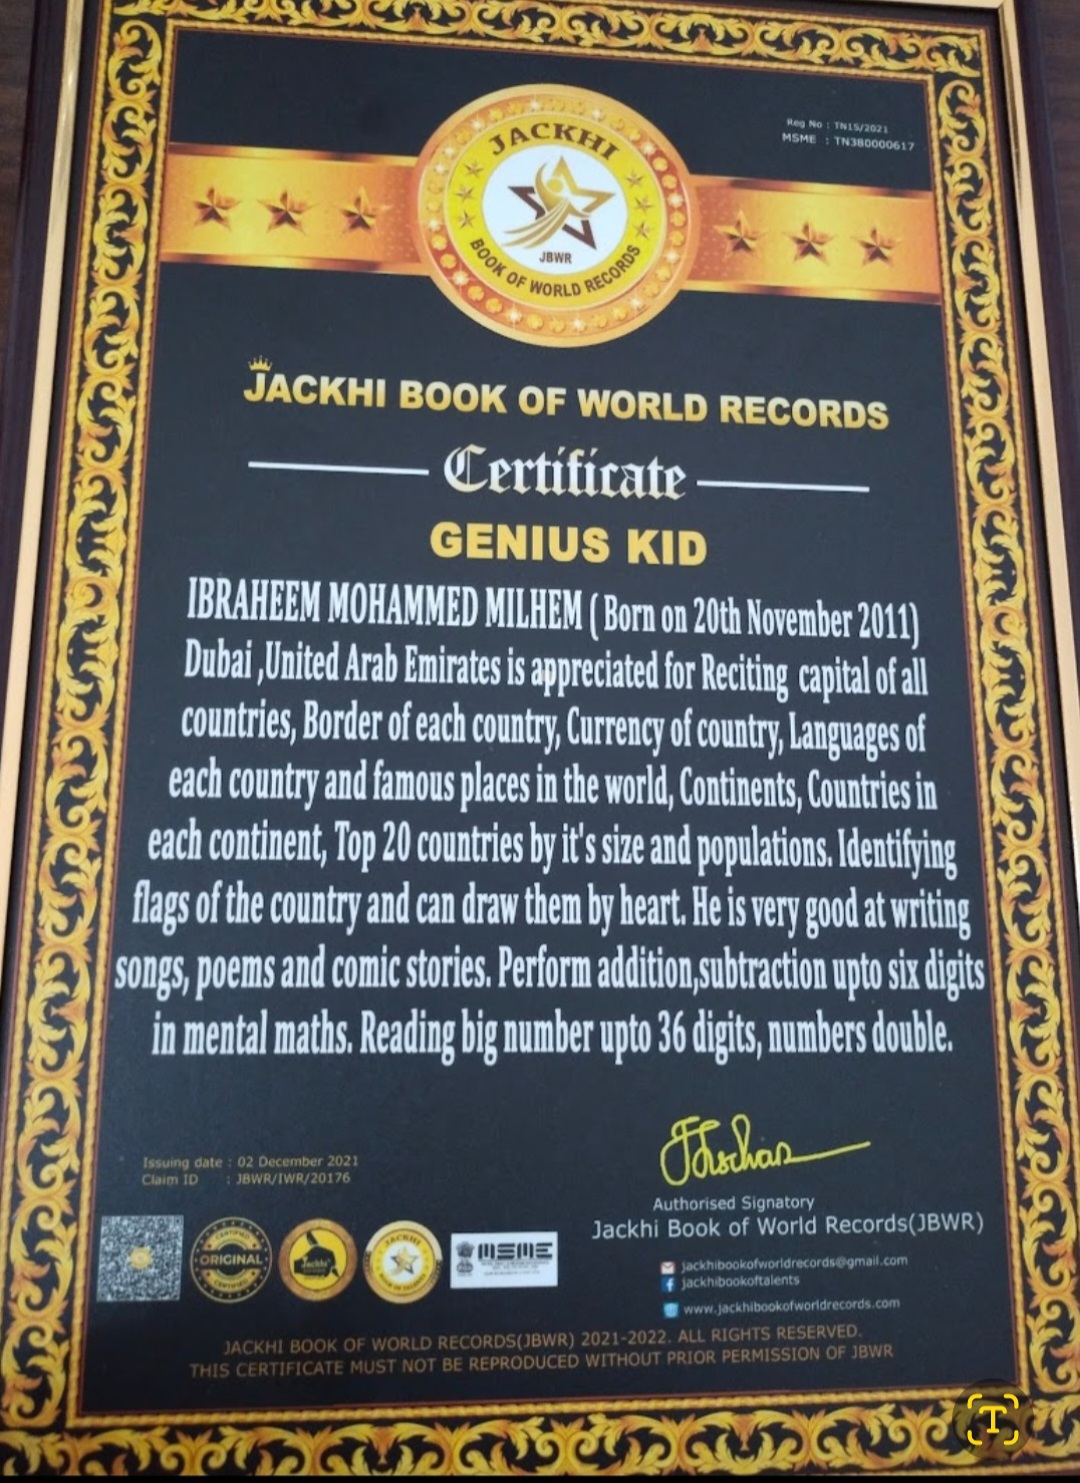 Reg No : TN15/2021
MSME : TN380000617
JACKHI
JBWR
BOOK OF WORLD RECORDS
JACKHI BOOK OF WORLD RECORDS
Certificate
GENIUS KID
IBRAHEEM MOHAMMED MILHEM ( Born on 20th November 2011)
Dubai ,United Arab Emirates is appreciated for Reciting capital of all
countries, Border of each country, Currency of country, Languages of
each country and famous places in the world, Continents, Countries in
each continent, Top 20 countries by it's size and populations. Identifying
flags of the country and can draw them by heart. He is very good at writing
songs, poems and comic stories. Perform addition,subtraction upto six digits
in mental maths. Reading big number upto 36 digits, numbers double.
Issuing date : 02 December 2021
Claim ID : JBWR/IWR/20176
Authorised Signatory
Jackhi Book of World Records(JBWR)
CERTIFIED
ORIGINAL
CERTIFIED
Jackhi
JACKHI
MSME
jackhibookofworldrecords@gmail.com
jackhibookoftalents
www.jackhibookofworldrecords.com
JACKHI BOOK OF WORLD RECORDS(JBWR) 2021-2022. ALL RIGHTS RESERVED.
THIS CERTIFICATE MUST NOT BE REPRODUCED WITHOUT PRIOR PERMISSION OF JBWR